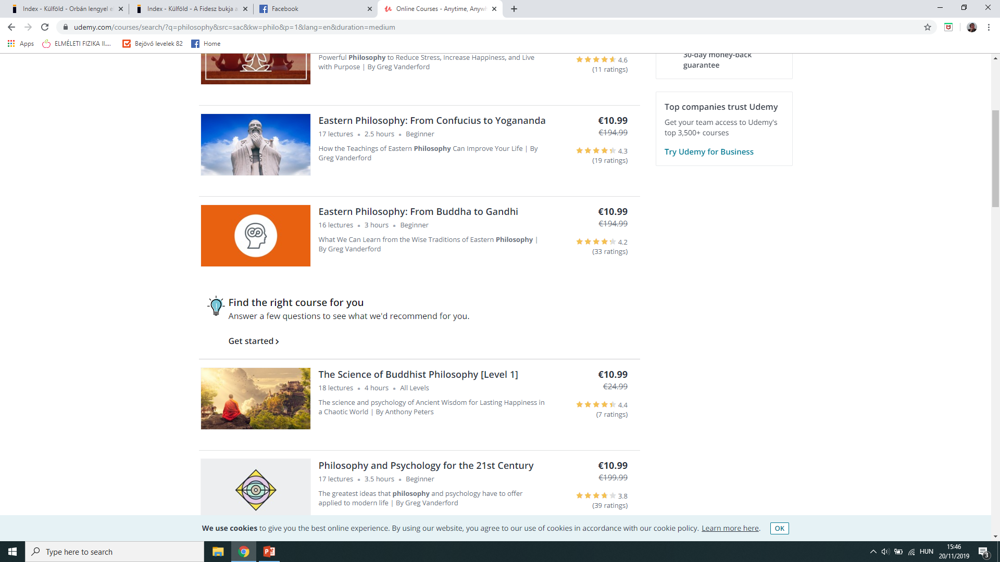 Index - Külföld - Orbán lengyel e
Index - Külföld - A Fidesz bukja a
Facebook
Online Courses - Anytime, Anyw
udemy.com/courses/search/?q=philosophy&src=sac&kw=philo&p=1&lang=en&duration=medium
Apps
ELMÉLETI FIZIKA II....
Bejövő levelek 82
Home
Powerful Philosophy to Reduce Stress, Increase Happiness, and Live
with Purpose | By Greg Vanderford
4.6
(11 ratings)
30-day money-back
guarantee
Top companies trust Udemy
Get your team access to Udemy's
top 3,500+ courses
Try Udemy for Business
Eastern Philosophy: From Confucius to Yogananda
17 lectures • 2.5 hours • Beginner
How the Teachings of Eastern Philosophy Can Improve Your Life | By
Greg Vanderford
€10.99
€194.99
4.3
(19 ratings)
Eastern Philosophy: From Buddha to Gandhi
16 lectures • 3 hours • Beginner
What We Can Learn from the Wise Traditions of Eastern Philosophy |
By Greg Vanderford
€10.99
€194.99
4.2
(33 ratings)
Find the right course for you
Answer a few questions to see what we'd recommend for you.
Get started ›
The Science of Buddhist Philosophy [Level 1]
18 lectures • 4 hours • All Levels
The science and psychology of Ancient Wisdom for Lasting Happiness in
a Chaotic World | By Anthony Peters
€10.99
€24.99
4.4
(7 ratings)
Philosophy and Psychology for the 21st Century
17 lectures • 3.5 hours • Beginner
The greatest ideas that philosophy and psychology have to offer
applied to modern life | By Greg Vanderford
€10.99
€199.99
3.8
(39 ratings)
We use cookies to give you the best online experience. By using our website, you agree to our use of cookies in accordance with our cookie policy. Learn more here.
OK
Type here to search
HUN
15:46
20/11/2019
3